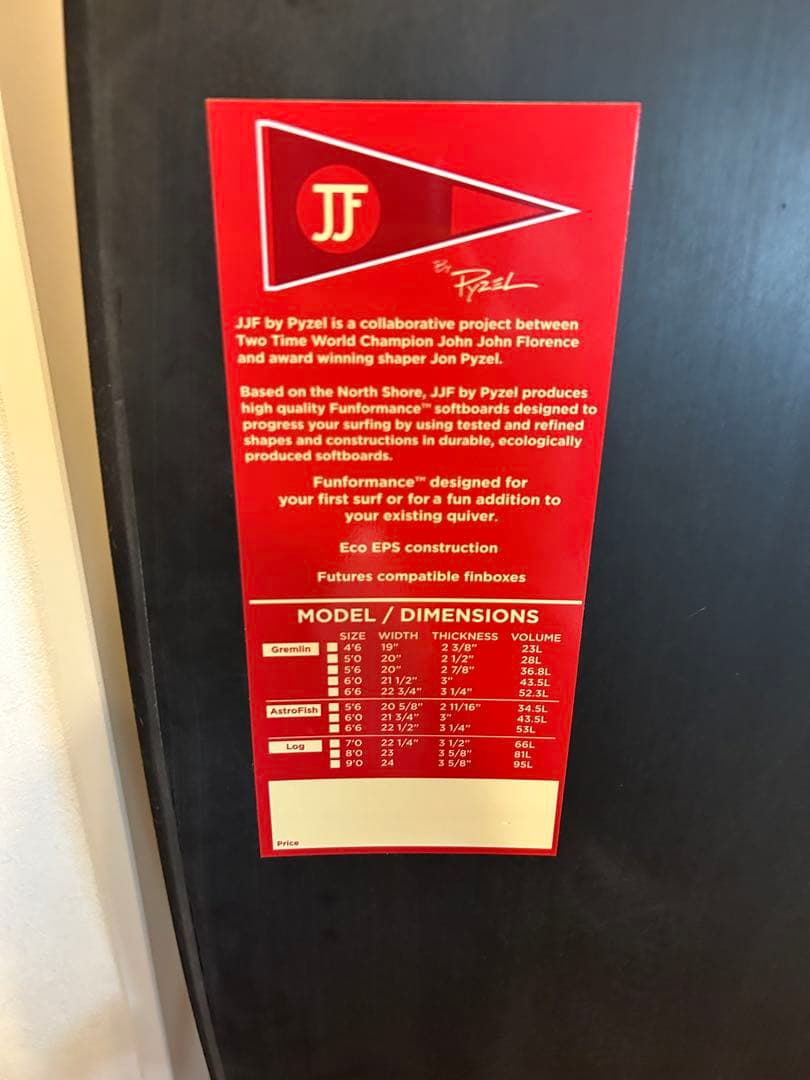 JJF
By Pyzel
JJF by Pyzel is a collaborative project between
Two Time World Champion John John Florence
and award winning shaper Jon Pyzel.
Based on the North Shore, JJF by Pyzel produces
high quality Funformance™ softboards designed to
progress your surfing by using tested and refined
shapes and constructions in durable, ecologically
produced softboards.
Funformance™ designed for
your first surf or for a fun addition to
your existing quiver.
Eco EPS construction
Futures compatible finboxes
MODEL / DIMENSIONS
SIZE WIDTH THICKNESS VOLUME
Gremlin 4'6 19" 2 3/8" 23L
5'0 20" 2 1/2" 28L
5'6 20" 2 7/8" 36.8L
6'0 21 1/2" 3" 43.5L
6'6 22 3/4" 3 1/4" 52.3L
AstroFish 5'6 20 5/8" 2 11/16" 34.5L
6'0 21 3/4" 3" 43.5L
6'6 22 1/2" 3 1/4" 53L
Log 7'0 22 1/4" 3 1/2" 66L
8'0 23 3 5/8" 81L
9'0 24 3 5/8" 95L
Price